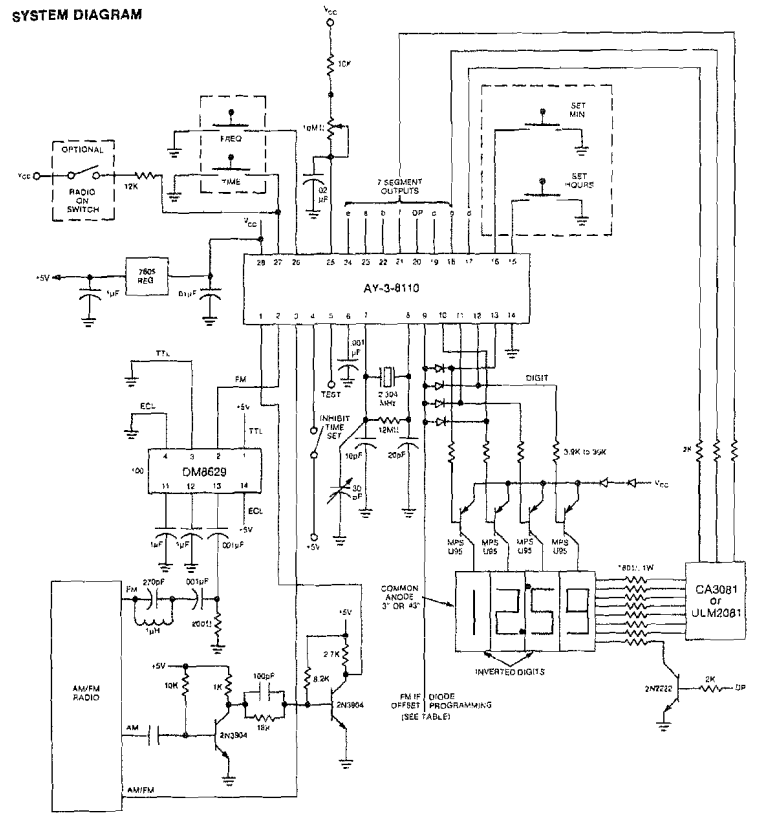 SYSTEM DIAGRAM
VCC
10K
10MΩ
.02
µF
OPTIONAL
RADIO
ON
SWITCH
VCC
12K
FREQ
TIME
SET
MIN
SET
HOURS
7 SEGMENT
OUTPUTS
DP
VCC
+5V
7805
REG
1µF
.01µF
28 27 26 25 24 23 22 21 20 19 18 17 16 15
AY-3-8110
1 2 3 4 5 6 7 8 9 10 11 12 13 14
.001
µF
TEST
2.304
MHz
12MΩ
10pF
20pF
30
pF
INHIBIT
TIME
SET
+5V
DIGIT
3.9K to 39K
2K
VCC
TTL
FM
ECL
+5V
TTL
4 3 2 1
÷100
DM8629
11 12 13 14
ECL
+5V
1µF
1µF
.001µF
MPS
U95
MPS
U95
MPS
U95
MPS
U95
COMMON
ANODE
3" OR #3"
12:59
INVERTED DIGITS
CA3081
or
ULM2081
2N2222
2K
DP
FM
270pF
.001µF
1µH
200Ω
AM/FM
RADIO
+5V
10K
1K
100pF
18K
8.2K
+5V
2.7K
2N3904
2N3904
AM
AM/FM
FM IF DIODE
OFFSET PROGRAMMING
(SEE TABLE)